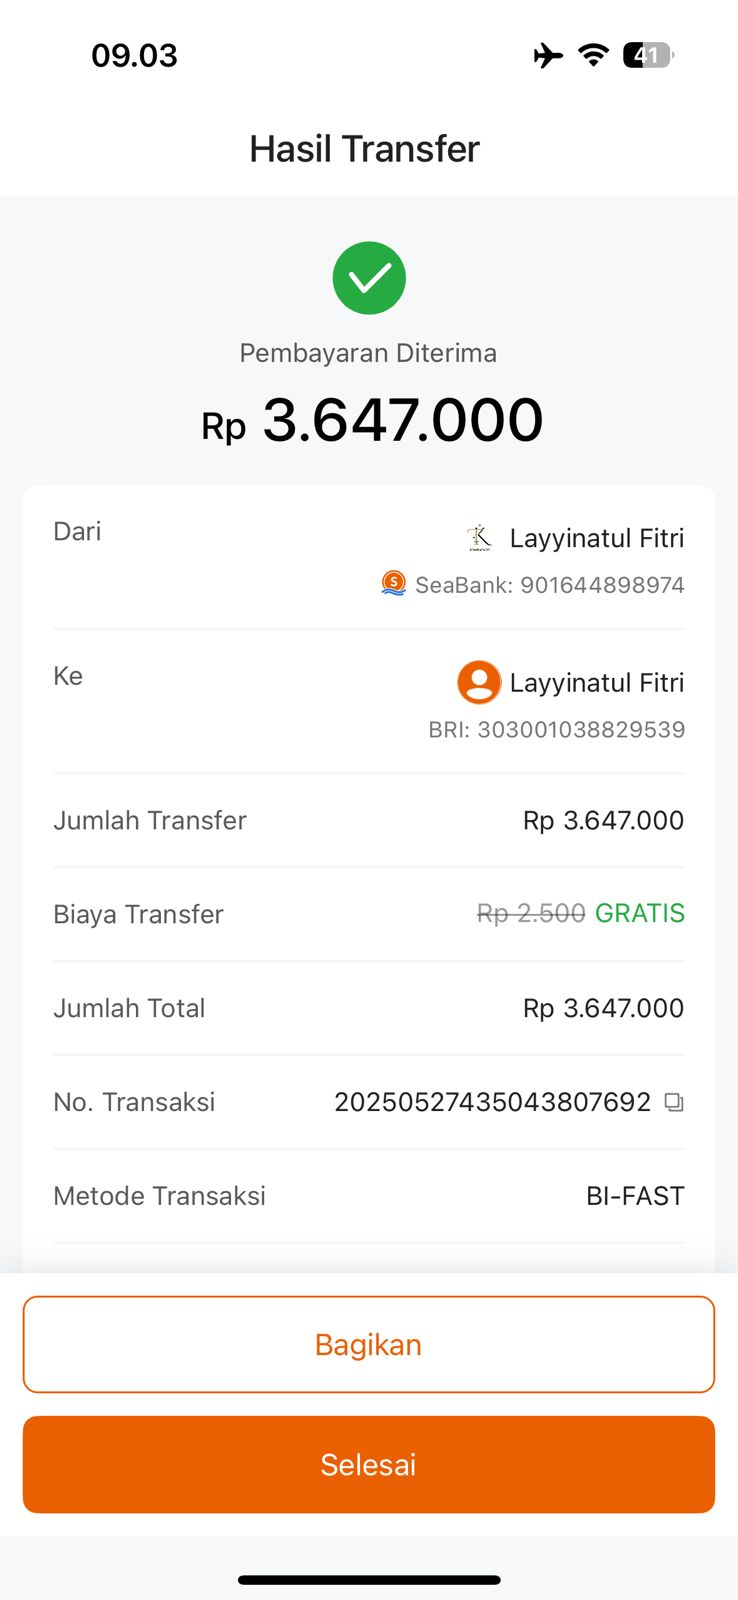 09.03
41
Hasil Transfer
Pembayaran Diterima
Rp 3.647.000
Dari
Layyinatul Fitri
SeaBank: 901644898974
Ke
Layyinatul Fitri
BRI: 303001038829539
Jumlah Transfer
Rp 3.647.000
Biaya Transfer
Rp 2.500 GRATIS
Jumlah Total
Rp 3.647.000
No. Transaksi
20250527435043807692
Metode Transaksi
BI-FAST
Bagikan
Selesai